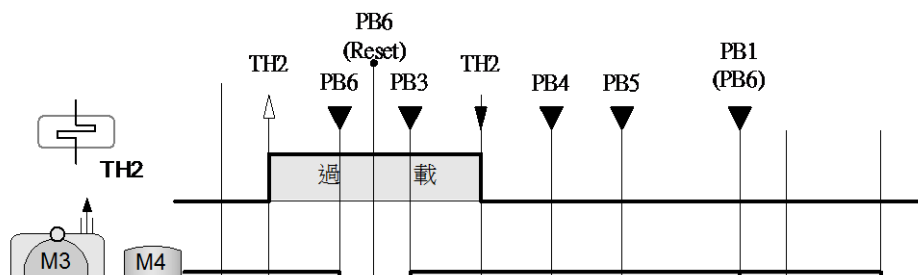 PB6
(Reset)
TH2
PB6
PB3
TH2
PB4
PB5
PB1
(PB6)
過 載
TH2
M3
M4